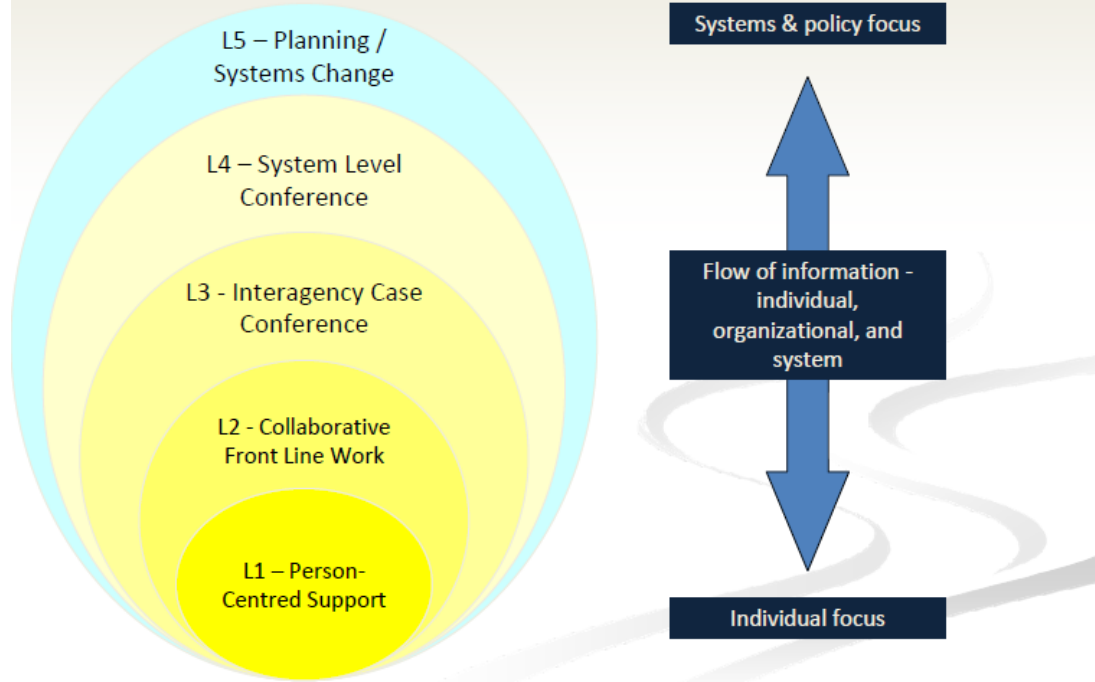 L5 – Planning /
Systems Change
L4 – System Level
Conference
L3 - Interagency Case
Conference
L2 - Collaborative
Front Line Work
L1 – Person-
Centred Support
Systems & policy focus
Flow of information -
individual,
organizational, and
system
Individual focus